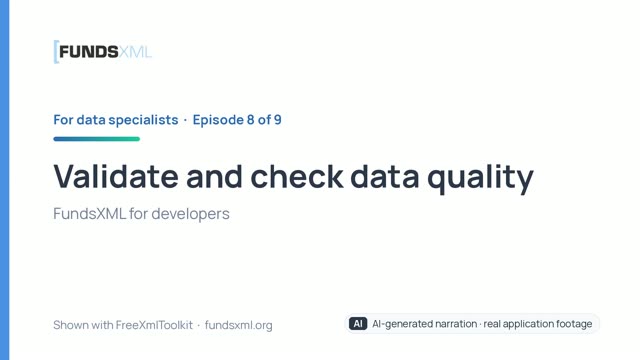 [FUNDSXML
For data specialists · Episode 8 of 9
Validate and check data quality
FundsXML for developers
Shown with FreeXmlToolkit · fundsxml.org
AI AI-generated narration · real application footage